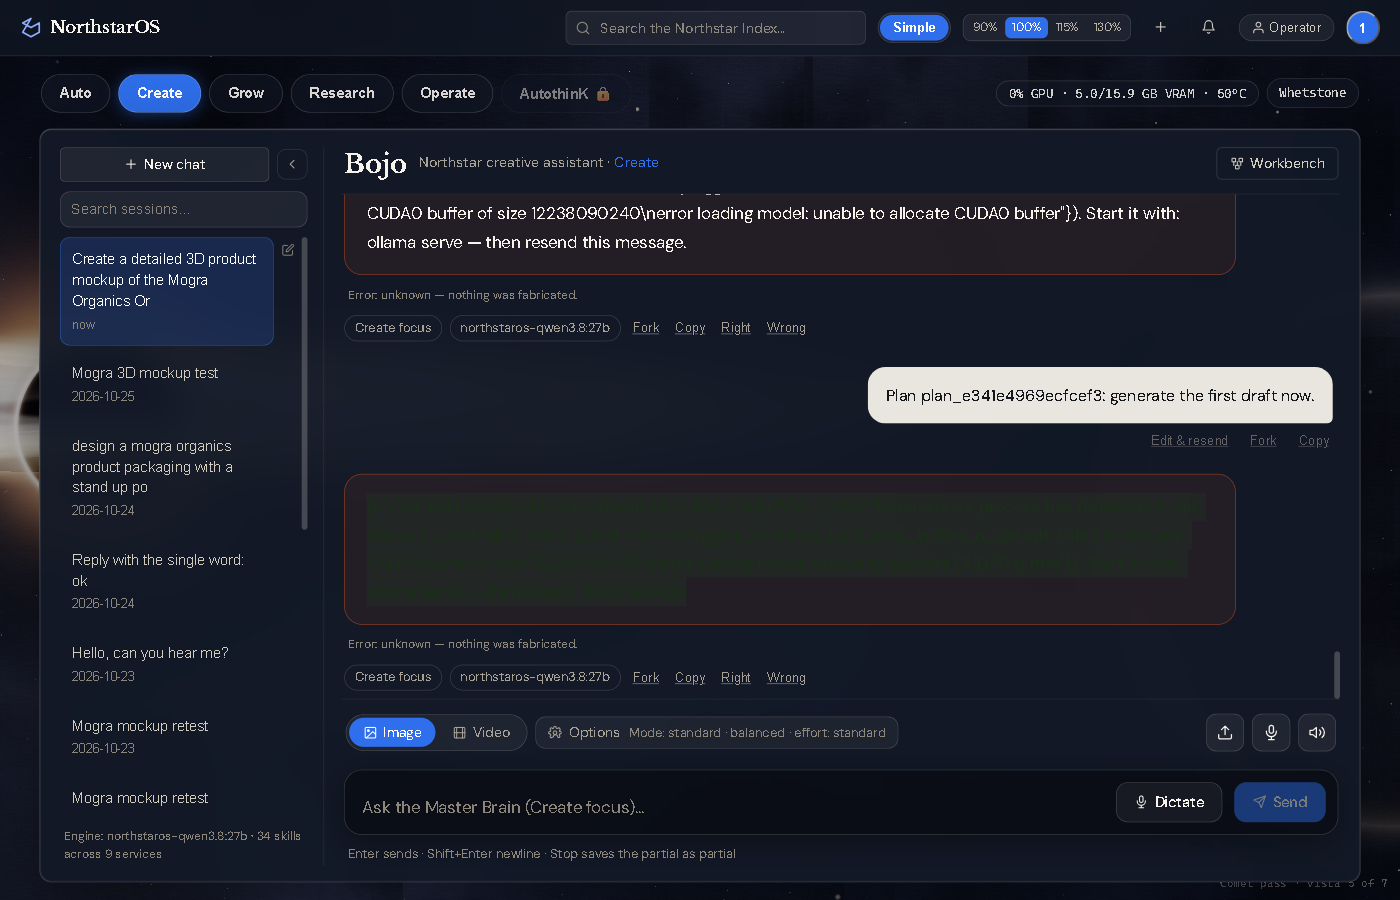 NorthstarOS
Search the Northstar Index...
Simple
90% 100% 115% 130%
Operator
1
Auto
Create
Grow
Research
Operate
AutothinK
0% GPU · 5.0/15.9 GB VRAM · 50°C
Whetstone
+ New chat
Search sessions...
Create a detailed 3D product
mockup of the Mogra
Organics Or
now
Mogra 3D mockup test
2026-10-25
design a mogra organics
product packaging with a
stand up po
2026-10-24
Reply with the single word:
ok
2026-10-24
Hello, can you hear me?
2026-10-23
Mogra mockup retest
2026-10-23
Mogra mockup retest
Engine: northstaros-qwen3.8:27b · 34 skills
across 9 services
Bojo
Northstar creative assistant · Create
Workbench
CUDA0 buffer of size 12238090240\nerror loading model: unable to allocate CUDA0 buffer"}). Start it with:
ollama serve — then resend this message.
Error: unknown — nothing was fabricated.
Create focus northstaros-qwen3.8:27b Fork Copy Right Wrong
Plan plan_e341e4969ecfcef3: generate the first draft now.
Edit & resend Fork Copy
Error: unknown — nothing was fabricated.
Create focus northstaros-qwen3.8:27b Fork Copy Right Wrong
Image
Video
Options Mode: standard · balanced · effort: standard
Ask the Master Brain (Create focus)...
Dictate
Send
Enter sends · Shift+Enter newline · Stop saves the partial as partial
Comet pass · Vista 5 of 7